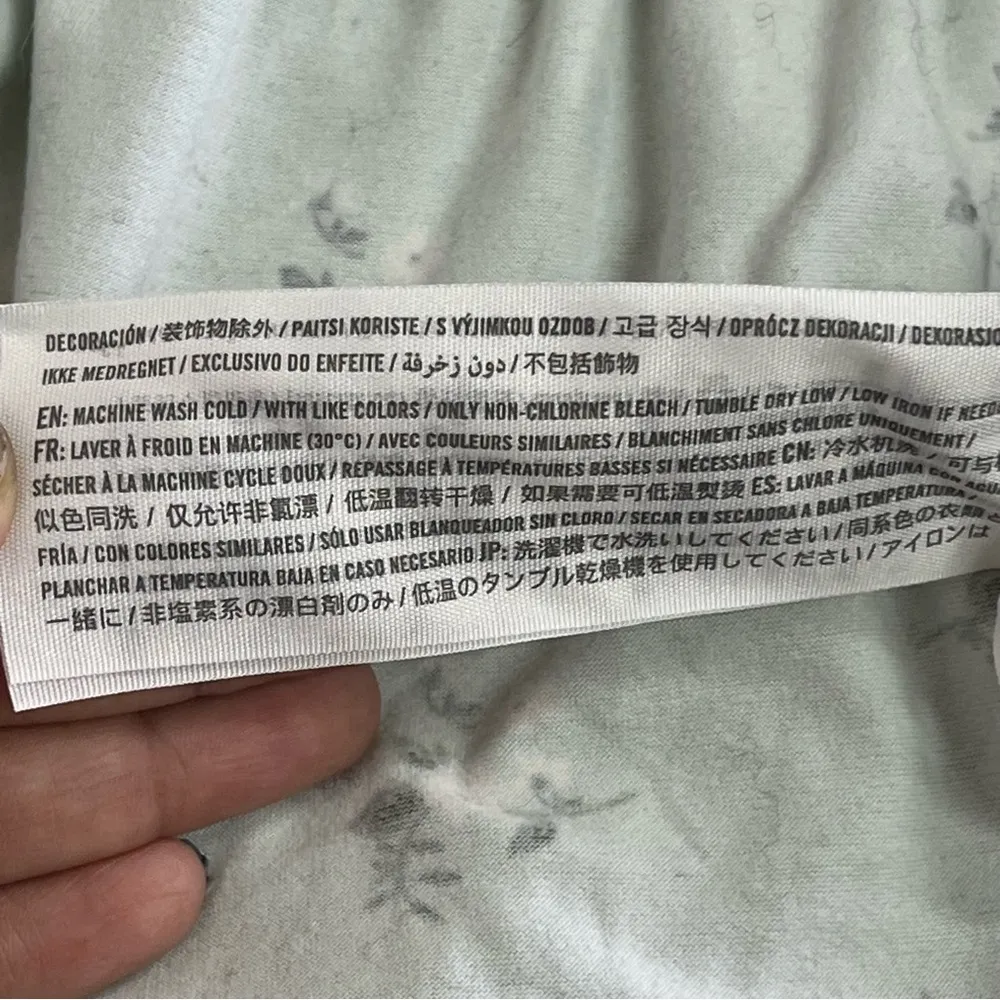 DECORACIÓN / 装饰物除外 / PAITSI KORISTE / S VÝJIMKOU OZDOB / 고급 장식 / OPRÓCZ DEKORACJI /
IKKE MEDREGNET / EXCLUSIVO DO ENFEITE / دون زخرفة / 不包括飾物
EN: MACHINE WASH COLD / WITH LIKE COLORS / ONLY NON-CHLORINE BLEACH / TUMBLE DRY LOW / LOW IRON IF
FR: LAVER À FROID EN MACHINE (30°C) / AVEC COULEURS SIMILAIRES / BLANCHIMENT SANS CHLORE UNIQUEMENT /
SÉCHER À LA MACHINE CYCLE DOUX / RÉPASSAGE À TEMPÉRATURES BASSES SI NÉCESSAIRE CN: 冷水机洗 / 可与
似色同洗 / 仅允许非氯漂 / 低温翻转干燥 / 如果需要可低温熨烫 ES: LAVAR A MÁQUINA CON
FRÍA / CON COLORES SIMILARES / SÓLO USAR BLANQUEADOR SIN CLORO / SECAR EN SECADORA A BAJA TEMPERATURA /
PLANCHAR A TEMPERATURA BAJA EN CASO NECESARIO JP: 洗濯機で水洗いしてください / 同系色の衣類と
一緒に / 非塩素系の漂白剤のみ / 低温のタンブル乾燥機を使用してください / アイロンは